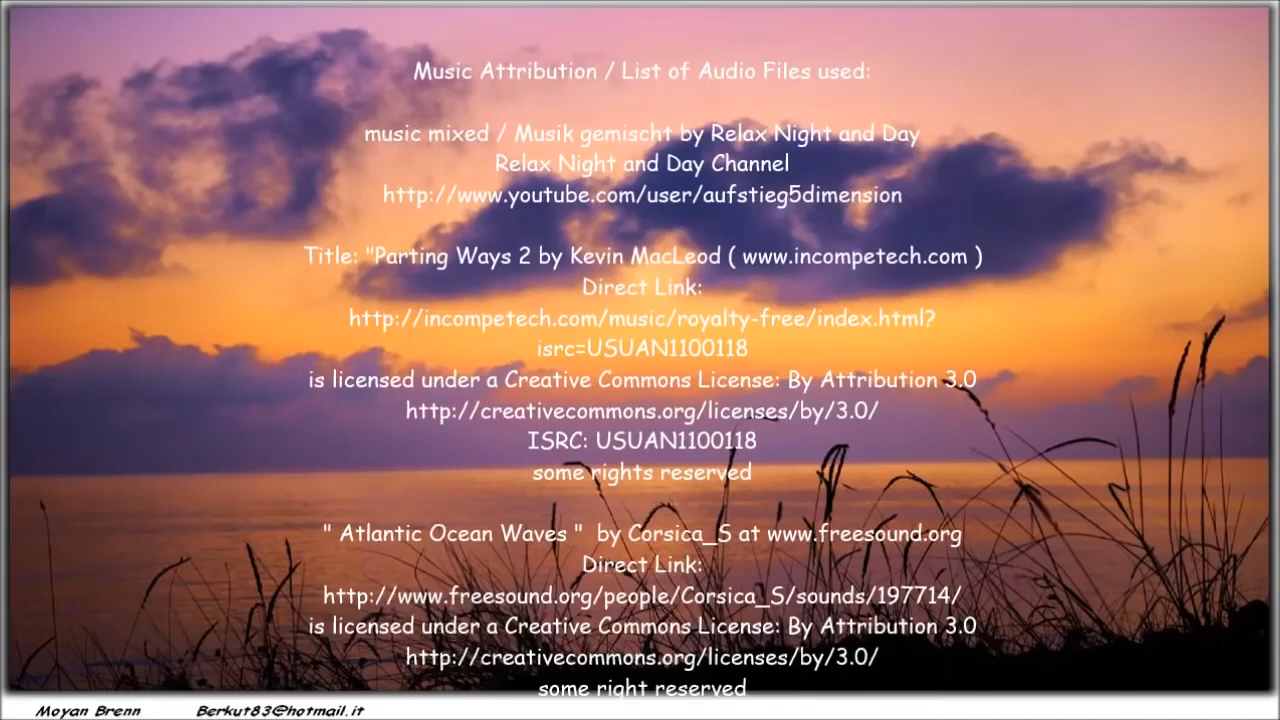 Music Attribution / List of Audio Files used:
music mixed / Musik gemischt by Relax Night and Day
Relax Night and Day Channel
http://www.youtube.com/user/aufstieg5dimension
Title: "Parting Ways 2 by Kevin MacLeod ( www.incompetech.com )
Direct Link:
http://incompetech.com/music/royalty-free/index.html?
isrc=USUAN1100118
is licensed under a Creative Commons License: By Attribution 3.0
http://creativecommons.org/licenses/by/3.0/
ISRC: USUAN1100118
some rights reserved
" Atlantic Ocean Waves "  by Corsica_S at www.freesound.org
Direct Link:
http://www.freesound.org/people/Corsica_S/sounds/197714/
is licensed under a Creative Commons License: By Attribution 3.0
http://creativecommons.org/licenses/by/3.0/
some right reserved
Moyan Brenn Berkut83@hotmail.it